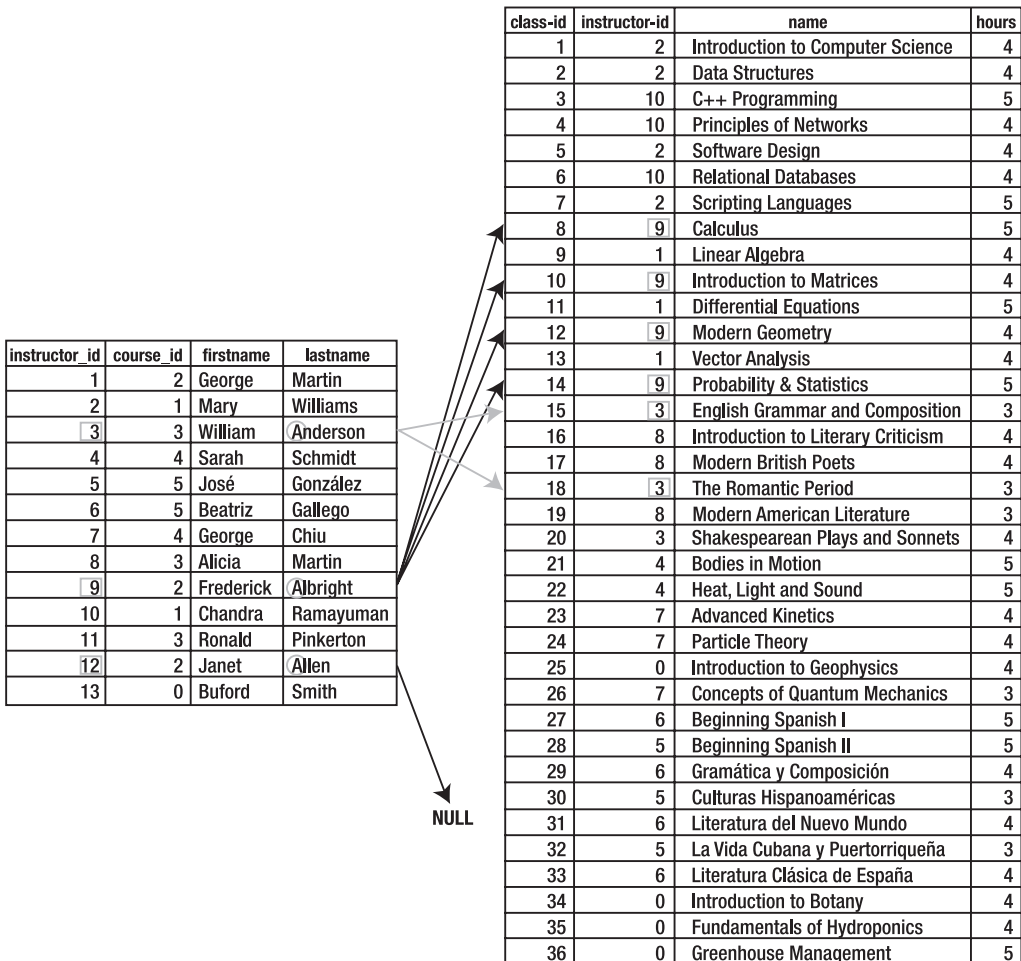 instructor_id course_id firstname lastname
1 2 George Martin
2 1 Mary Williams
3 3 William Anderson
4 4 Sarah Schmidt
5 5 José González
6 5 Beatriz Gallego
7 4 George Chiu
8 3 Alicia Martin
9 2 Frederick Albright
10 1 Chandra Ramayuman
11 3 Ronald Pinkerton
12 2 Janet Allen
13 0 Buford Smith
NULL
class-id instructor-id name hours
1 2 Introduction to Computer Science 4
2 2 Data Structures 4
3 10 C++ Programming 5
4 10 Principles of Networks 4
5 2 Software Design 4
6 10 Relational Databases 4
7 2 Scripting Languages 5
8 9 Calculus 5
9 1 Linear Algebra 4
10 9 Introduction to Matrices 4
11 1 Differential Equations 5
12 9 Modern Geometry 4
13 1 Vector Analysis 4
14 9 Probability & Statistics 5
15 3 English Grammar and Composition 3
16 8 Introduction to Literary Criticism 4
17 8 Modern British Poets 4
18 3 The Romantic Period 3
19 8 Modern American Literature 3
20 3 Shakespearean Plays and Sonnets 4
21 4 Bodies in Motion 5
22 4 Heat, Light and Sound 5
23 7 Advanced Kinetics 4
24 7 Particle Theory 4
25 0 Introduction to Geophysics 4
26 7 Concepts of Quantum Mechanics 3
27 6 Beginning Spanish I 5
28 5 Beginning Spanish II 5
29 6 Gramática y Composición 4
30 5 Culturas Hispanoaméricas 3
31 6 Literatura del Nuevo Mundo 4
32 5 La Vida Cubana y Puertorriqueña 3
33 6 Literatura Clásica de España 4
34 0 Introduction to Botany 4
35 0 Fundamentals of Hydroponics 4
36 0 Greenhouse Management 5